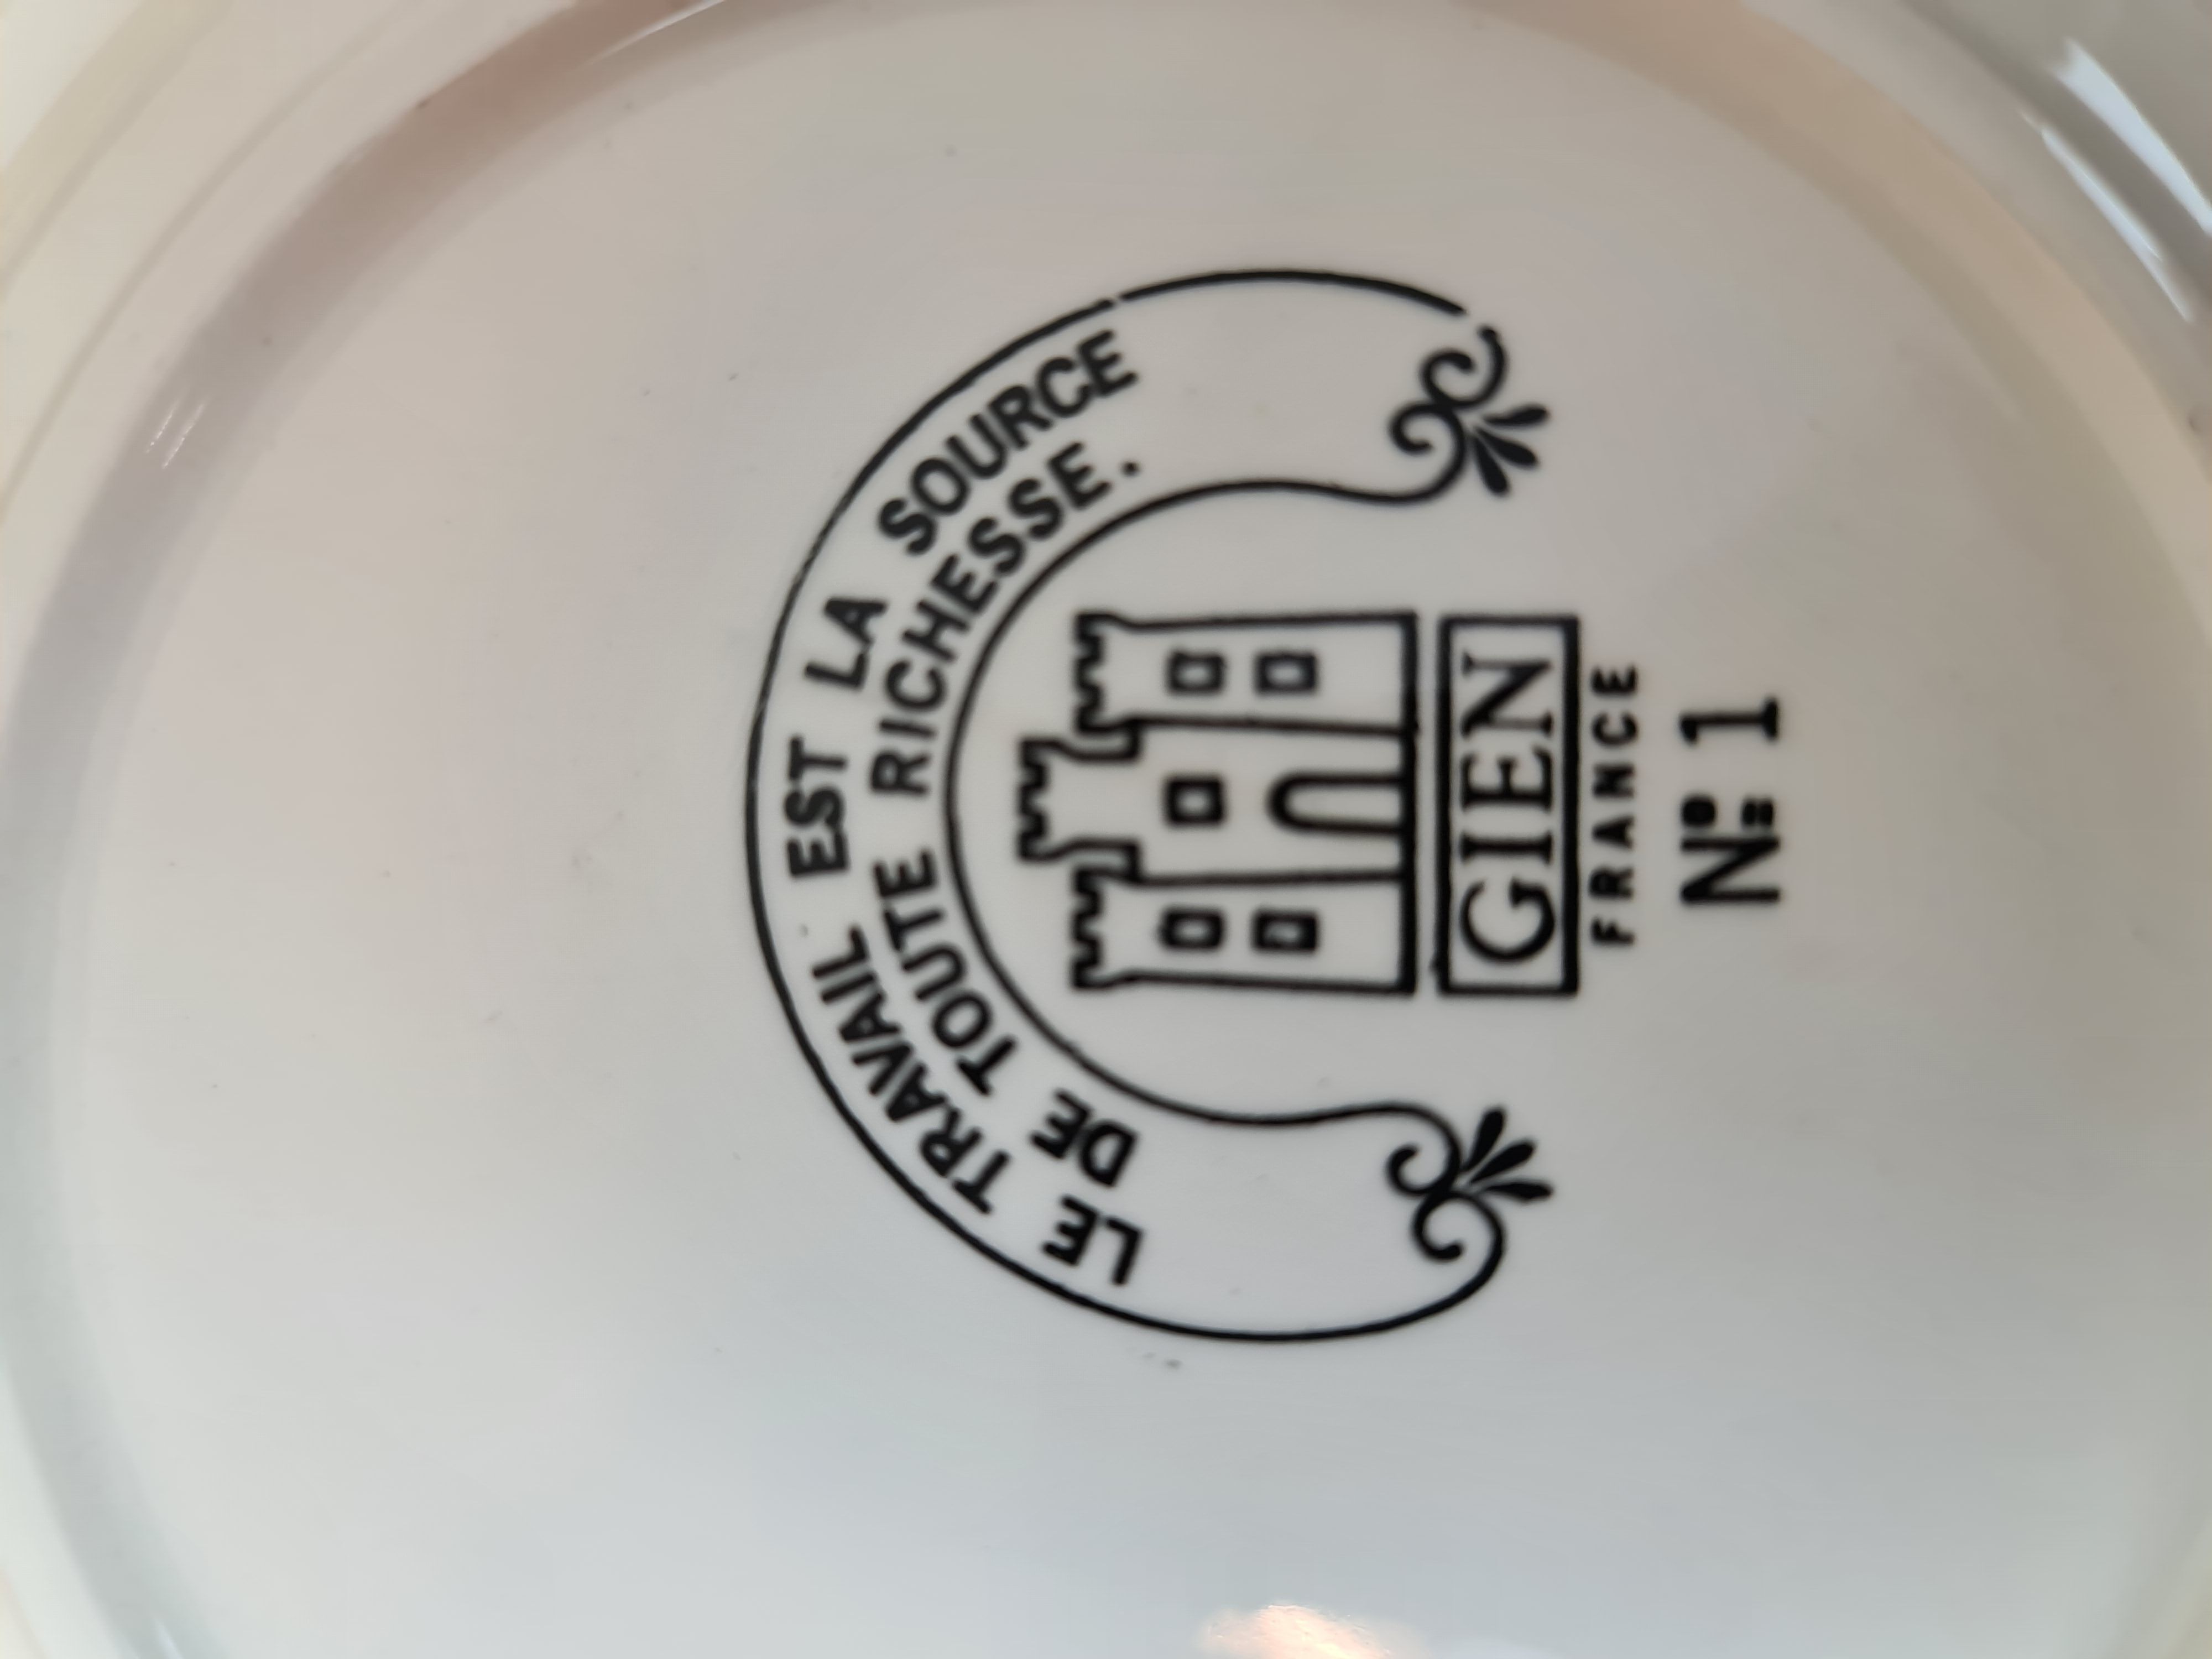 LE TRAVAIL EST LA SOURCE
DE TOUTE RICHESSE.
GIEN
FRANCE
Nº 1